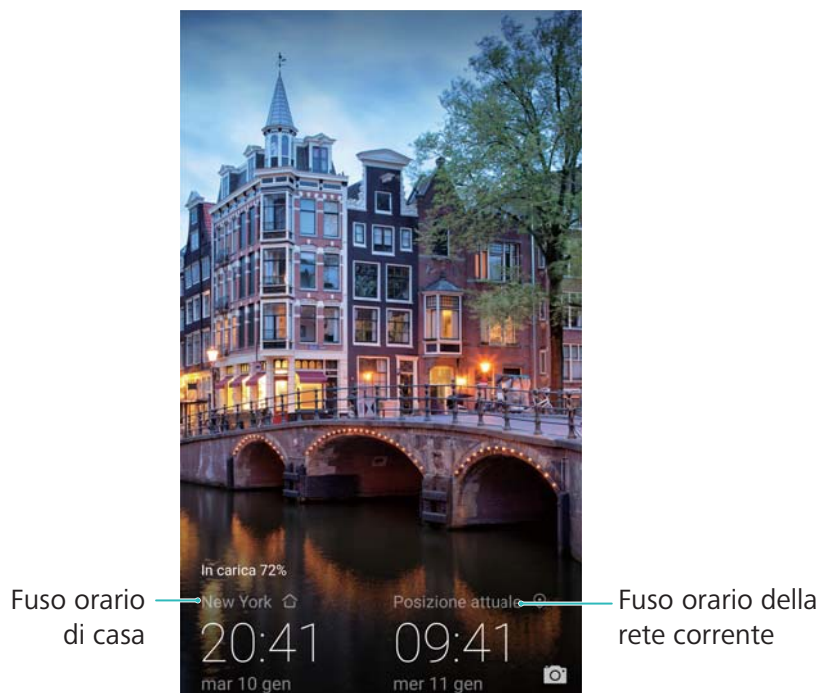 In carica 72%
Fuso orario di casa
New York
Posizione attuale
Fuso orario della rete corrente
20:41
09:41
mar 10 gen
mer 11 gen